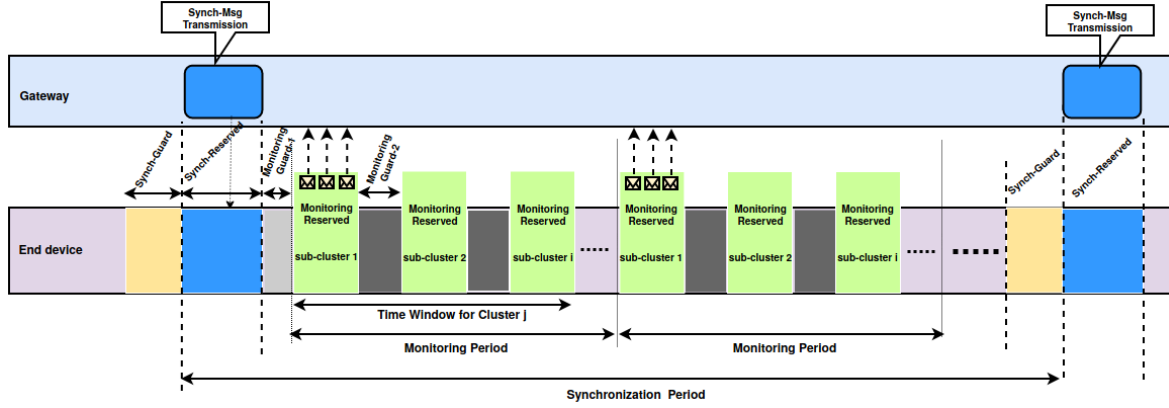 Synch-Msg
Transmission
Synch-Msg
Transmission
Gateway
Synch-Guard
Synch-Reserved
Monitoring
Guard-1
Monitoring
Guard-2
Synch-Guard
Synch-Reserved
End device
Monitoring
Reserved
sub-cluster 1
Monitoring
Reserved
sub-cluster 2
Monitoring
Reserved
sub-cluster i
Monitoring
Reserved
sub-cluster 1
Monitoring
Reserved
sub-cluster 2
Monitoring
Reserved
sub-cluster i
Time Window for Cluster j
Monitoring Period
Monitoring Period
Synchronization Period